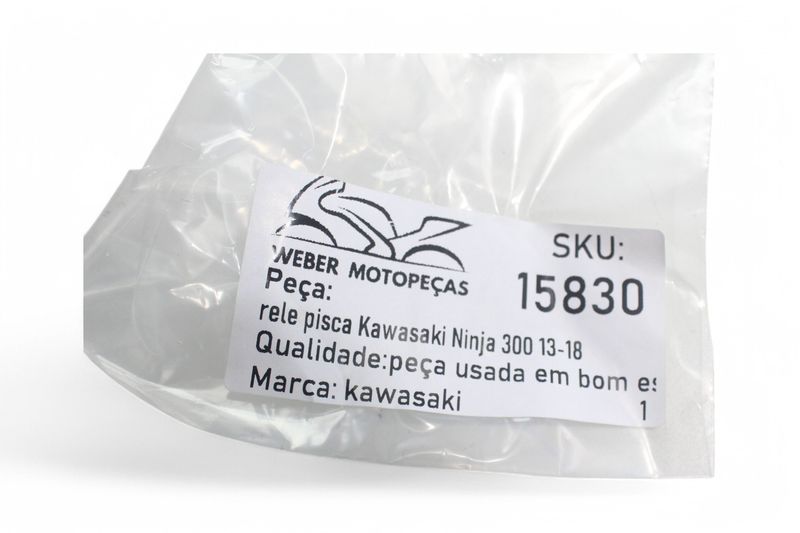 WEBER MOTOPEÇAS
SKU:
15830
Peça:
rele pisca Kawasaki Ninja 300 13-18
Qualidade:peça usada em bom es
Marca: kawasaki
1